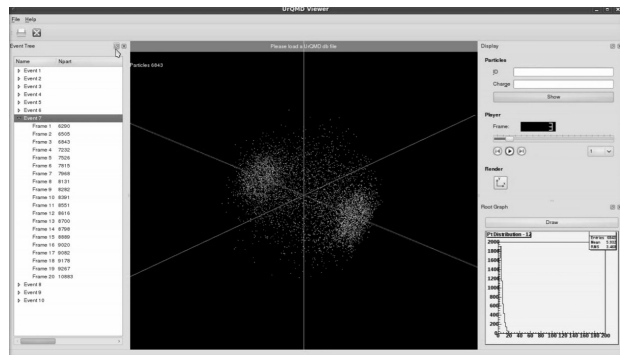 UrQMD Viewer
File Help
Event Tree
Name Npart
Event 1
Event 2
Event 3
Event 4
Event 5
Event 6
Event 7
Frame 1 6290
Frame 2 6505
Frame 3 6843
Frame 4 7232
Frame 5 7526
Frame 6 7815
Frame 7 7968
Frame 8 8131
Frame 9 8282
Frame 10 8381
Frame 11 8551
Frame 12 8616
Frame 13 8700
Frame 14 8798
Frame 15 8889
Frame 16 9020
Frame 17 9082
Frame 18 9178
Frame 19 9267
Frame 20 10883
Event 8
Event 9
Event 10
Please load a UrQMD db file
Particles 6843
Display
Particles
ID
Charge
Show
Player
Frame: 3
1
Render
Root Graph
Draw
Pt Distribution - 12
Entries
Mean
RMS
2000
1800
1600
1400
1200
1000
800
600
400
200
0 20 40 60 80 100 120 140 160 180 200